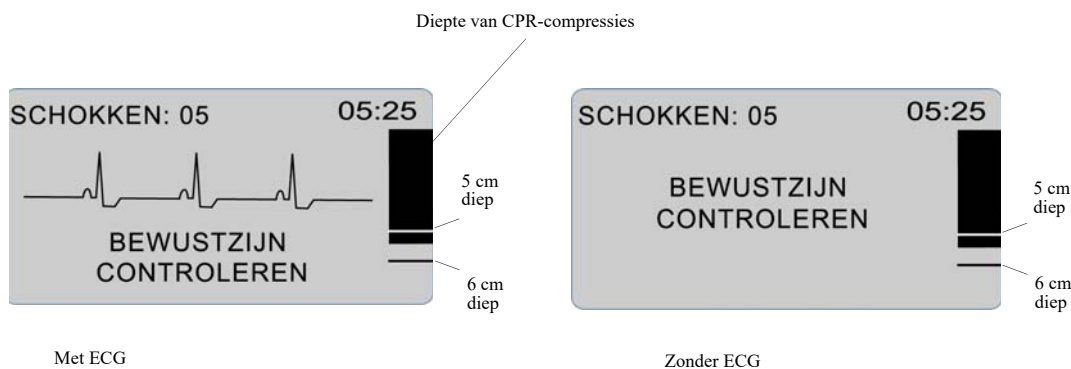 Diepte van CPR-compressies
SCHOKKEN: 05
05:25
BEWUSTZIJN
CONTROLEREN
5 cm
diep
6 cm
diep
Met ECG
SCHOKKEN: 05
05:25
BEWUSTZIJN
CONTROLEREN
5 cm
diep
6 cm
diep
Zonder ECG